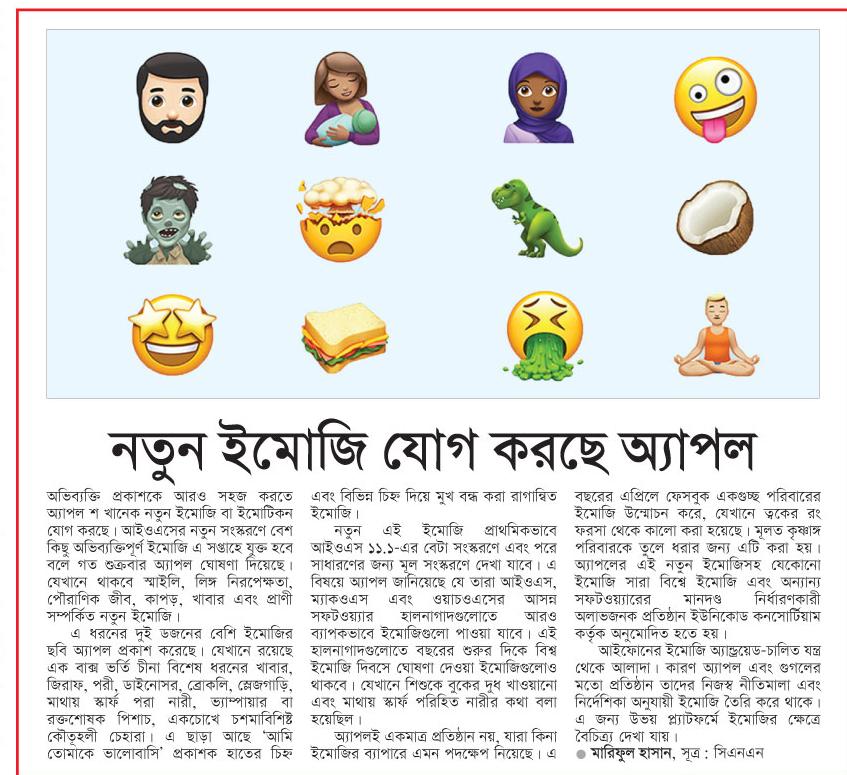 নতুন ইমোজি যোগ করছে অ্যাপল
অভিব্যক্তি প্রকাশকে আরও সহজ করতে
অ্যাপল শ খানেক নতুন ইমোজি বা ইমোটিকন
যোগ করছে। আইওএসের নতুন সংস্করণে বেশ
কিছু অভিব্যক্তিপূর্ণ ইমোজি এ সপ্তাহে যুক্ত হবে
বলে গত শুক্রবার অ্যাপল ঘোষণা দিয়েছে।
যেখানে থাকবে স্মাইলি, লিঙ্গ নিরপেক্ষতা,
পৌরাণিক জীব, কাপড়, খাবার এবং প্রাণী
সম্পর্কিত নতুন ইমোজি।
এ ধরনের দুই ডজনের বেশি ইমোজির
ছবি অ্যাপল প্রকাশ করেছে। যেখানে রয়েছে
এক বাক্স ভর্তি চীনা বিশেষ ধরনের খাবার,
জিরাফ, পরী, ডাইনোসর, ব্রোকলি, স্লেজগাড়ি,
মাথায় স্কার্ফ পরা নারী, ভ্যাম্পায়ার বা
রক্তশোষক পিশাচ, একচোখে চশমাবিশিষ্ট
কৌতূহলী চেহারা। এ ছাড়া আছে ‘আমি
তোমাকে ভালোবাসি’ প্রকাশক হাতের চিহ্ন
এবং বিভিন্ন চিহ্ন দিয়ে মুখ বন্ধ করা রাগান্বিত
ইমোজি।
নতুন এই ইমোজি প্রাথমিকভাবে
আইওএস ১১.১-এর বেটা সংস্করণে এবং পরে
সাধারণের জন্য মূল সংস্করণে দেখা যাবে। এ
বিষয়ে অ্যাপল জানিয়েছে যে তারা আইওএস,
ম্যাকওএস এবং ওয়াচওএসের আসন্ন
সফটওয়্যার হালনাগাদগুলোতে আরও
ব্যাপকভাবে ইমোজিগুলো পাওয়া যাবে। এই
হালনাগাদগুলোতে বছরের শুরুর দিকে বিশ্ব
ইমোজি দিবসে ঘোষণা দেওয়া ইমোজিগুলোও
থাকবে। যেখানে শিশুকে বুকের দুধ খাওয়ানো
এবং মাথায় স্কার্ফ পরিহিত নারীর কথা বলা
হয়েছিল।
অ্যাপলই একমাত্র প্রতিষ্ঠান নয়, যারা কিনা
ইমোজির ব্যাপারে এমন পদক্ষেপ নিয়েছে। এ
বছরের এপ্রিলে ফেসবুক একগুচ্ছ পরিবারের
ইমোজি উন্মোচন করে, যেখানে ত্বকের রং
ফরসা থেকে কালো করা হয়েছে। মূলত কৃষ্ণাঙ্গ
পরিবারকে তুলে ধরার জন্য এটি করা হয়।
অ্যাপলের এই নতুন ইমোজিসহ যেকোনো
ইমোজি সারা বিশ্বে ইমোজি এবং অন্যান্য
সফটওয়্যারের মানদণ্ড নির্ধারণকারী
অলাভজনক প্রতিষ্ঠান ইউনিকোড কনসোর্টিয়াম
কর্তৃক অনুমোদিত হতে হয়।
আইফোনের ইমোজি অ্যান্ড্রয়েড-চালিত যন্ত্র
থেকে আলাদা। কারণ অ্যাপল এবং গুগলের
মতো প্রতিষ্ঠান তাদের নিজস্ব নীতিমালা এবং
নির্দেশিকা অনুযায়ী ইমোজি তৈরি করে থাকে।
এ জন্য উভয় প্ল্যাটফর্মে ইমোজির ক্ষেত্রে
বৈচিত্র্য দেখা যায়।
● মারিফুল হাসান, সূত্র : সিএনএন